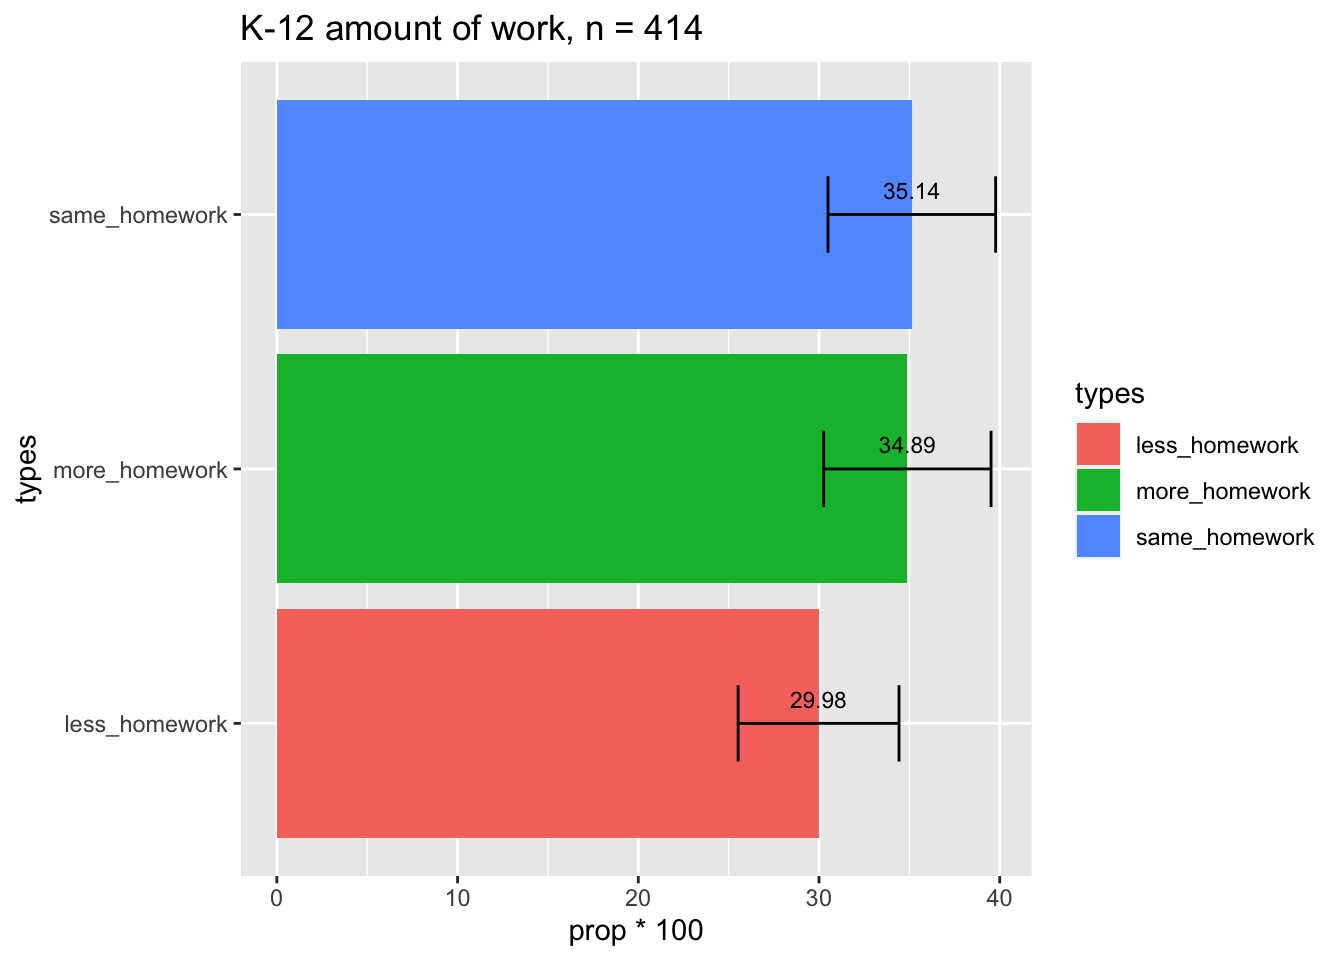 K-12 amount of work, n = 414
types
same_homework
35.14
more_homework
34.89
less_homework
29.98
0 10 20 30 40
prop * 100
types
less_homework
more_homework
same_homework